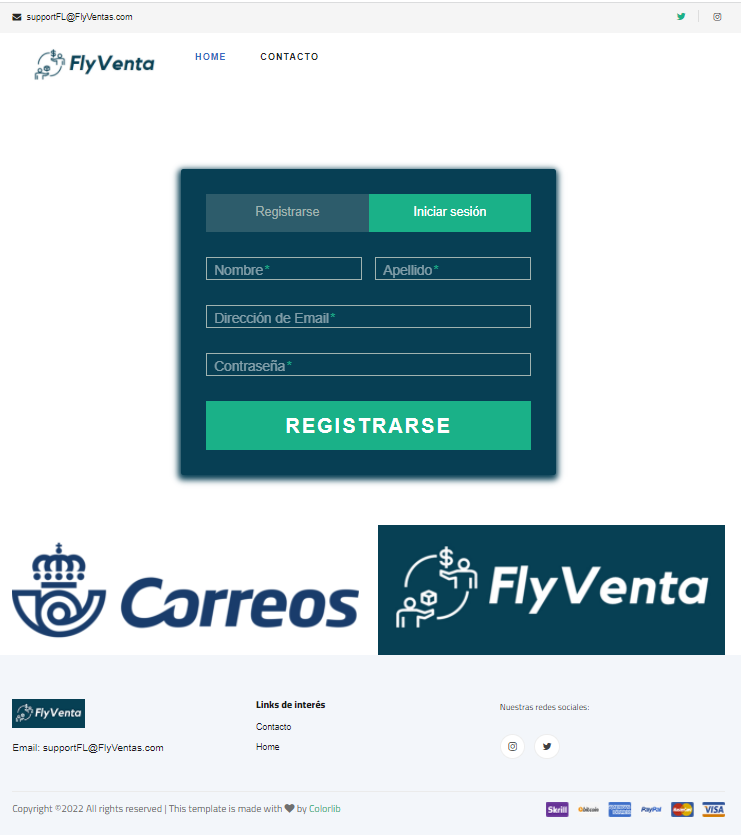 supportFL@FlyVentas.com
FlyVenta
HOME
CONTACTO
Registrarse
Iniciar sesión
Nombre*
Apellido*
Dirección de Email*
Contraseña*
REGISTRARSE
Correos
FlyVenta
FlyVenta
Email: supportFL@FlyVentas.com
Links de interés
Contacto
Home
Nuestras redes sociales:
Copyright ©2022 All rights reserved | This template is made with ❤ by Colorlib
Skrill
bitcoin
PayPal
MasterCard
VISA